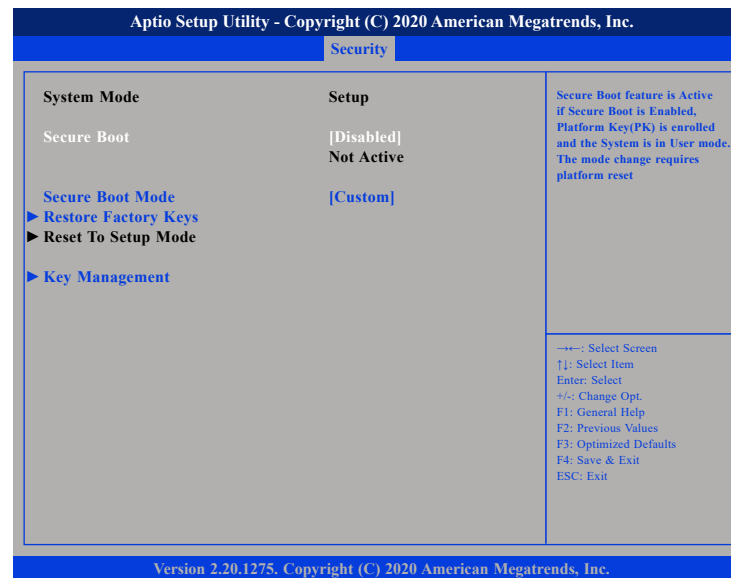 Aptio Setup Utility - Copyright (C) 2020 American Megatrends, Inc.
Security
System Mode Setup
Secure Boot [Disabled]
Not Active
Secure Boot Mode [Custom]
▶ Restore Factory Keys
▶ Reset To Setup Mode
▶ Key Management
Secure Boot feature is Active
if Secure Boot is Enabled,
Platform Key(PK) is enrolled
and the System is in User mode.
The mode change requires
platform reset
→←: Select Screen
↑↓: Select Item
Enter: Select
+/-: Change Opt.
F1: General Help
F2: Previous Values
F3: Optimized Defaults
F4: Save & Exit
ESC: Exit
Version 2.20.1275. Copyright (C) 2020 American Megatrends, Inc.